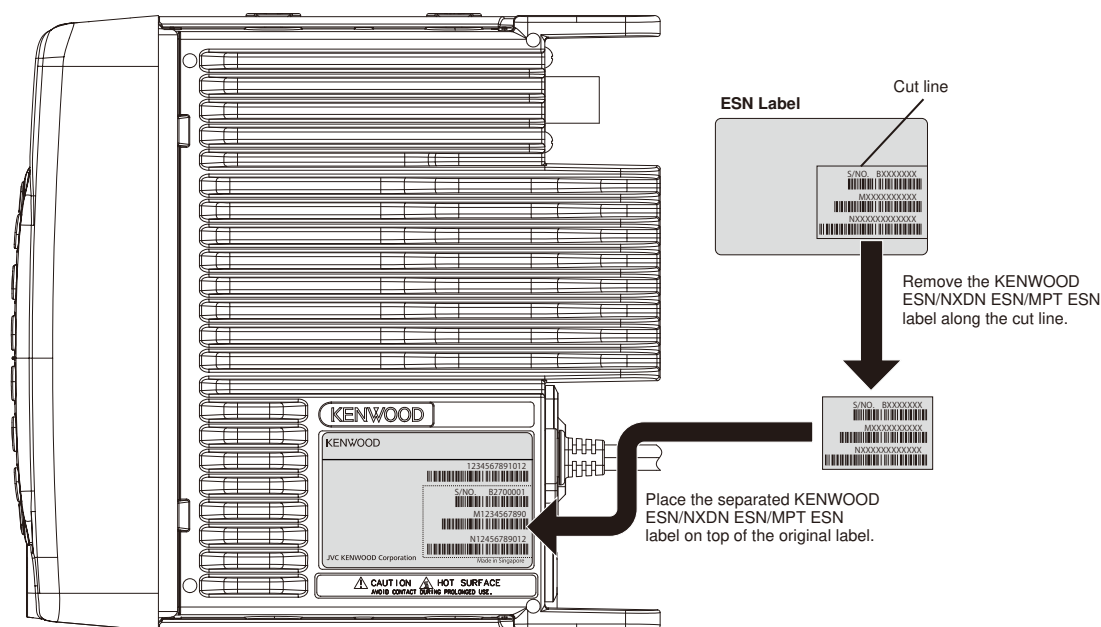 Cut line
ESN Label
S/NO. BXXXXXXX
MXXXXXXXXXX
NXXXXXXXXXXXX
Remove the KENWOOD
ESN/NXDN ESN/MPT ESN
label along the cut line.
S/NO. BXXXXXXX
MXXXXXXXXXX
NXXXXXXXXXXXX
KENWOOD
KENWOOD
1234567891012
S/NO. B2700001
M1234567890
N12456789012
JVC KENWOOD Corporation
Made in Singapore
CAUTION HOT SURFACE
AVOID CONTACT DURING PROLONGED USE.
Place the separated KENWOOD
ESN/NXDN ESN/MPT ESN
label on top of the original label.